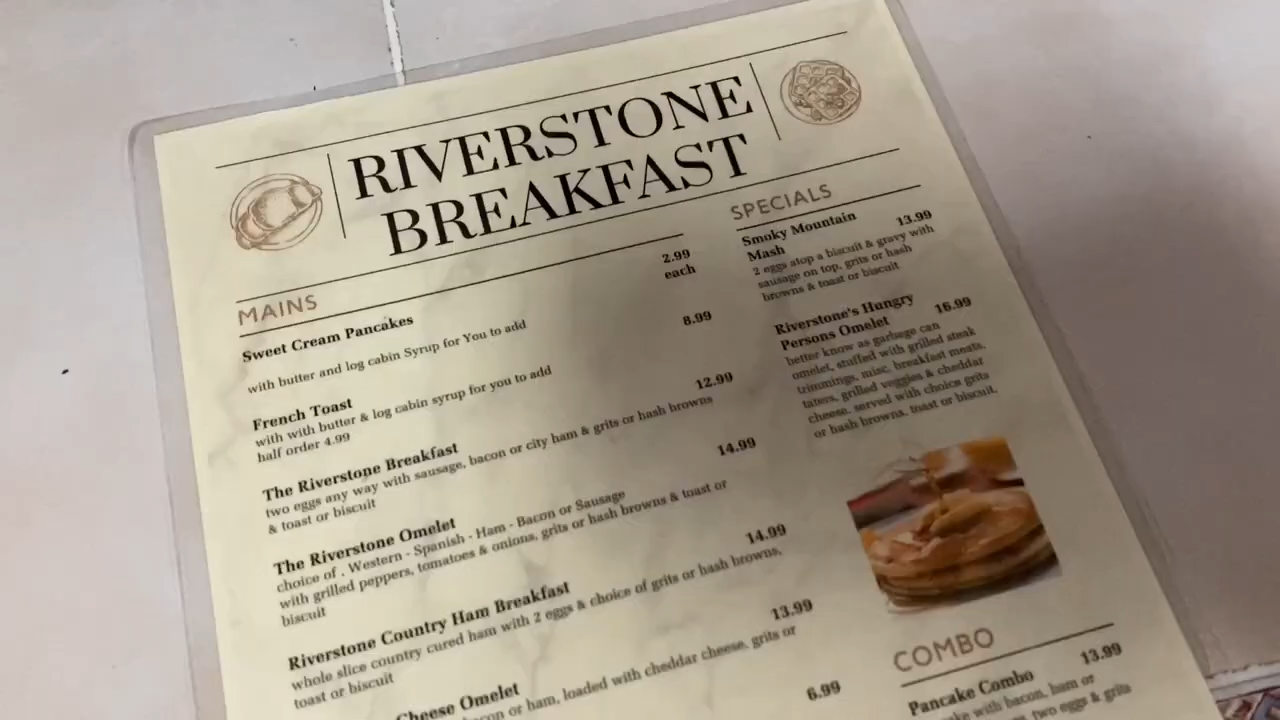 RIVERSTONE
BREAKFAST
MAINS
2.99
each
Sweet Cream Pancakes
with butter and log cabin Syrup for You to add
8.99
French Toast
with with butter & log cabin syrup for you to add
half order 4.99
12.99
The Riverstone Breakfast
two eggs any way with sausage, bacon or city ham & grits or hash browns
& toast or biscuit
14.99
The Riverstone Omelet
choice of . Western - Spanish - Ham - Bacon or Sausage
with grilled peppers, tomatoes & onions, grits or hash browns & toast or
biscuit
14.99
Riverstone Country Ham Breakfast
whole slice country cured ham with 2 eggs & choice of grits or hash browns,
toast or biscuit
13.99
Cheese Omelet
or ham, loaded with cheddar cheese, grits or
6.99
SPECIALS
Smoky Mountain 13.99
Mash
2 eggs atop a biscuit & gravy with
sausage on top, grits or hash
browns & toast or biscuit
Riverstone's Hungry 16.99
Persons Omelet
better know as garbage can
omelet, stuffed with grilled steak
trimmings, misc, breakfast meats,
taters, grilled veggies & cheddar
cheese, served with choice grits
or hash browns, toast or biscuit,
COMBO
Pancake Combo 13.99
with bacon, ham or
two eggs & grits